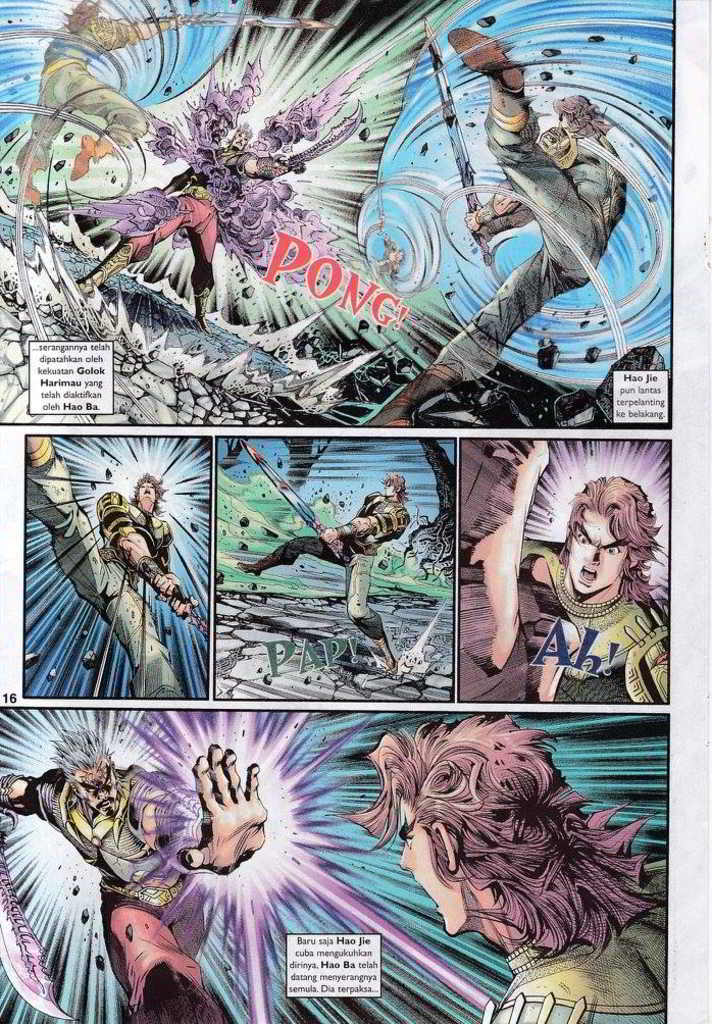 PONG!
...serangannya telah
dipatahkan oleh
kekuatan Golok
Harimau yang
telah diaktifkan
oleh Hao Ba.
Hao Jie
pun lantas
terpelanting
ke belakang.
PAP!
Ah!
16
Baru saja Hao Jie
cuba mengukuhkan
dirinya, Hao Ba telah
datang menyerangnya
semula. Dia terpaksa...